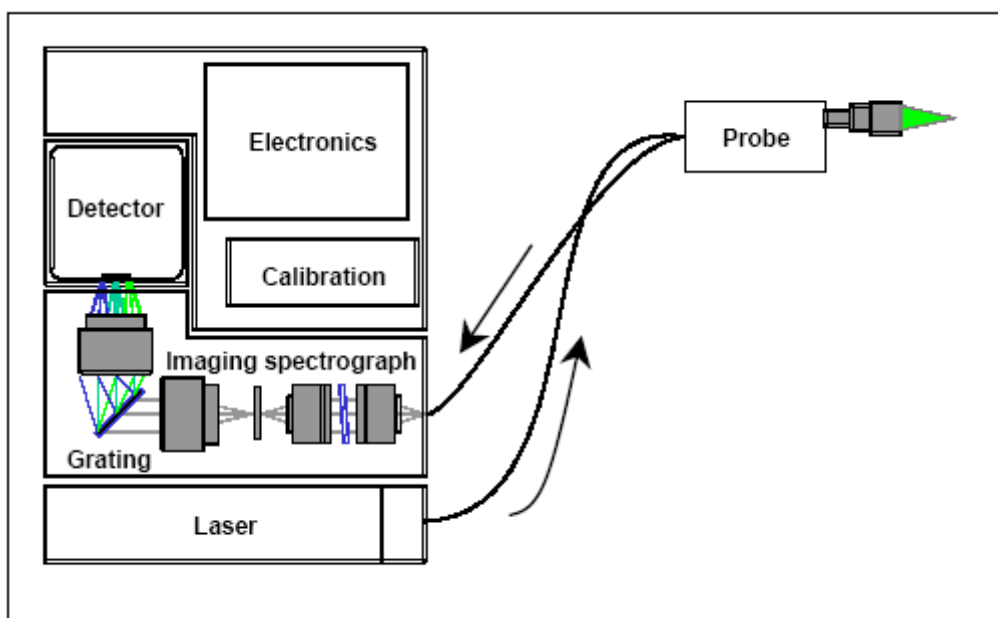 Electronics
Probe
Detector
Calibration
Imaging spectrograph
Grating
Laser